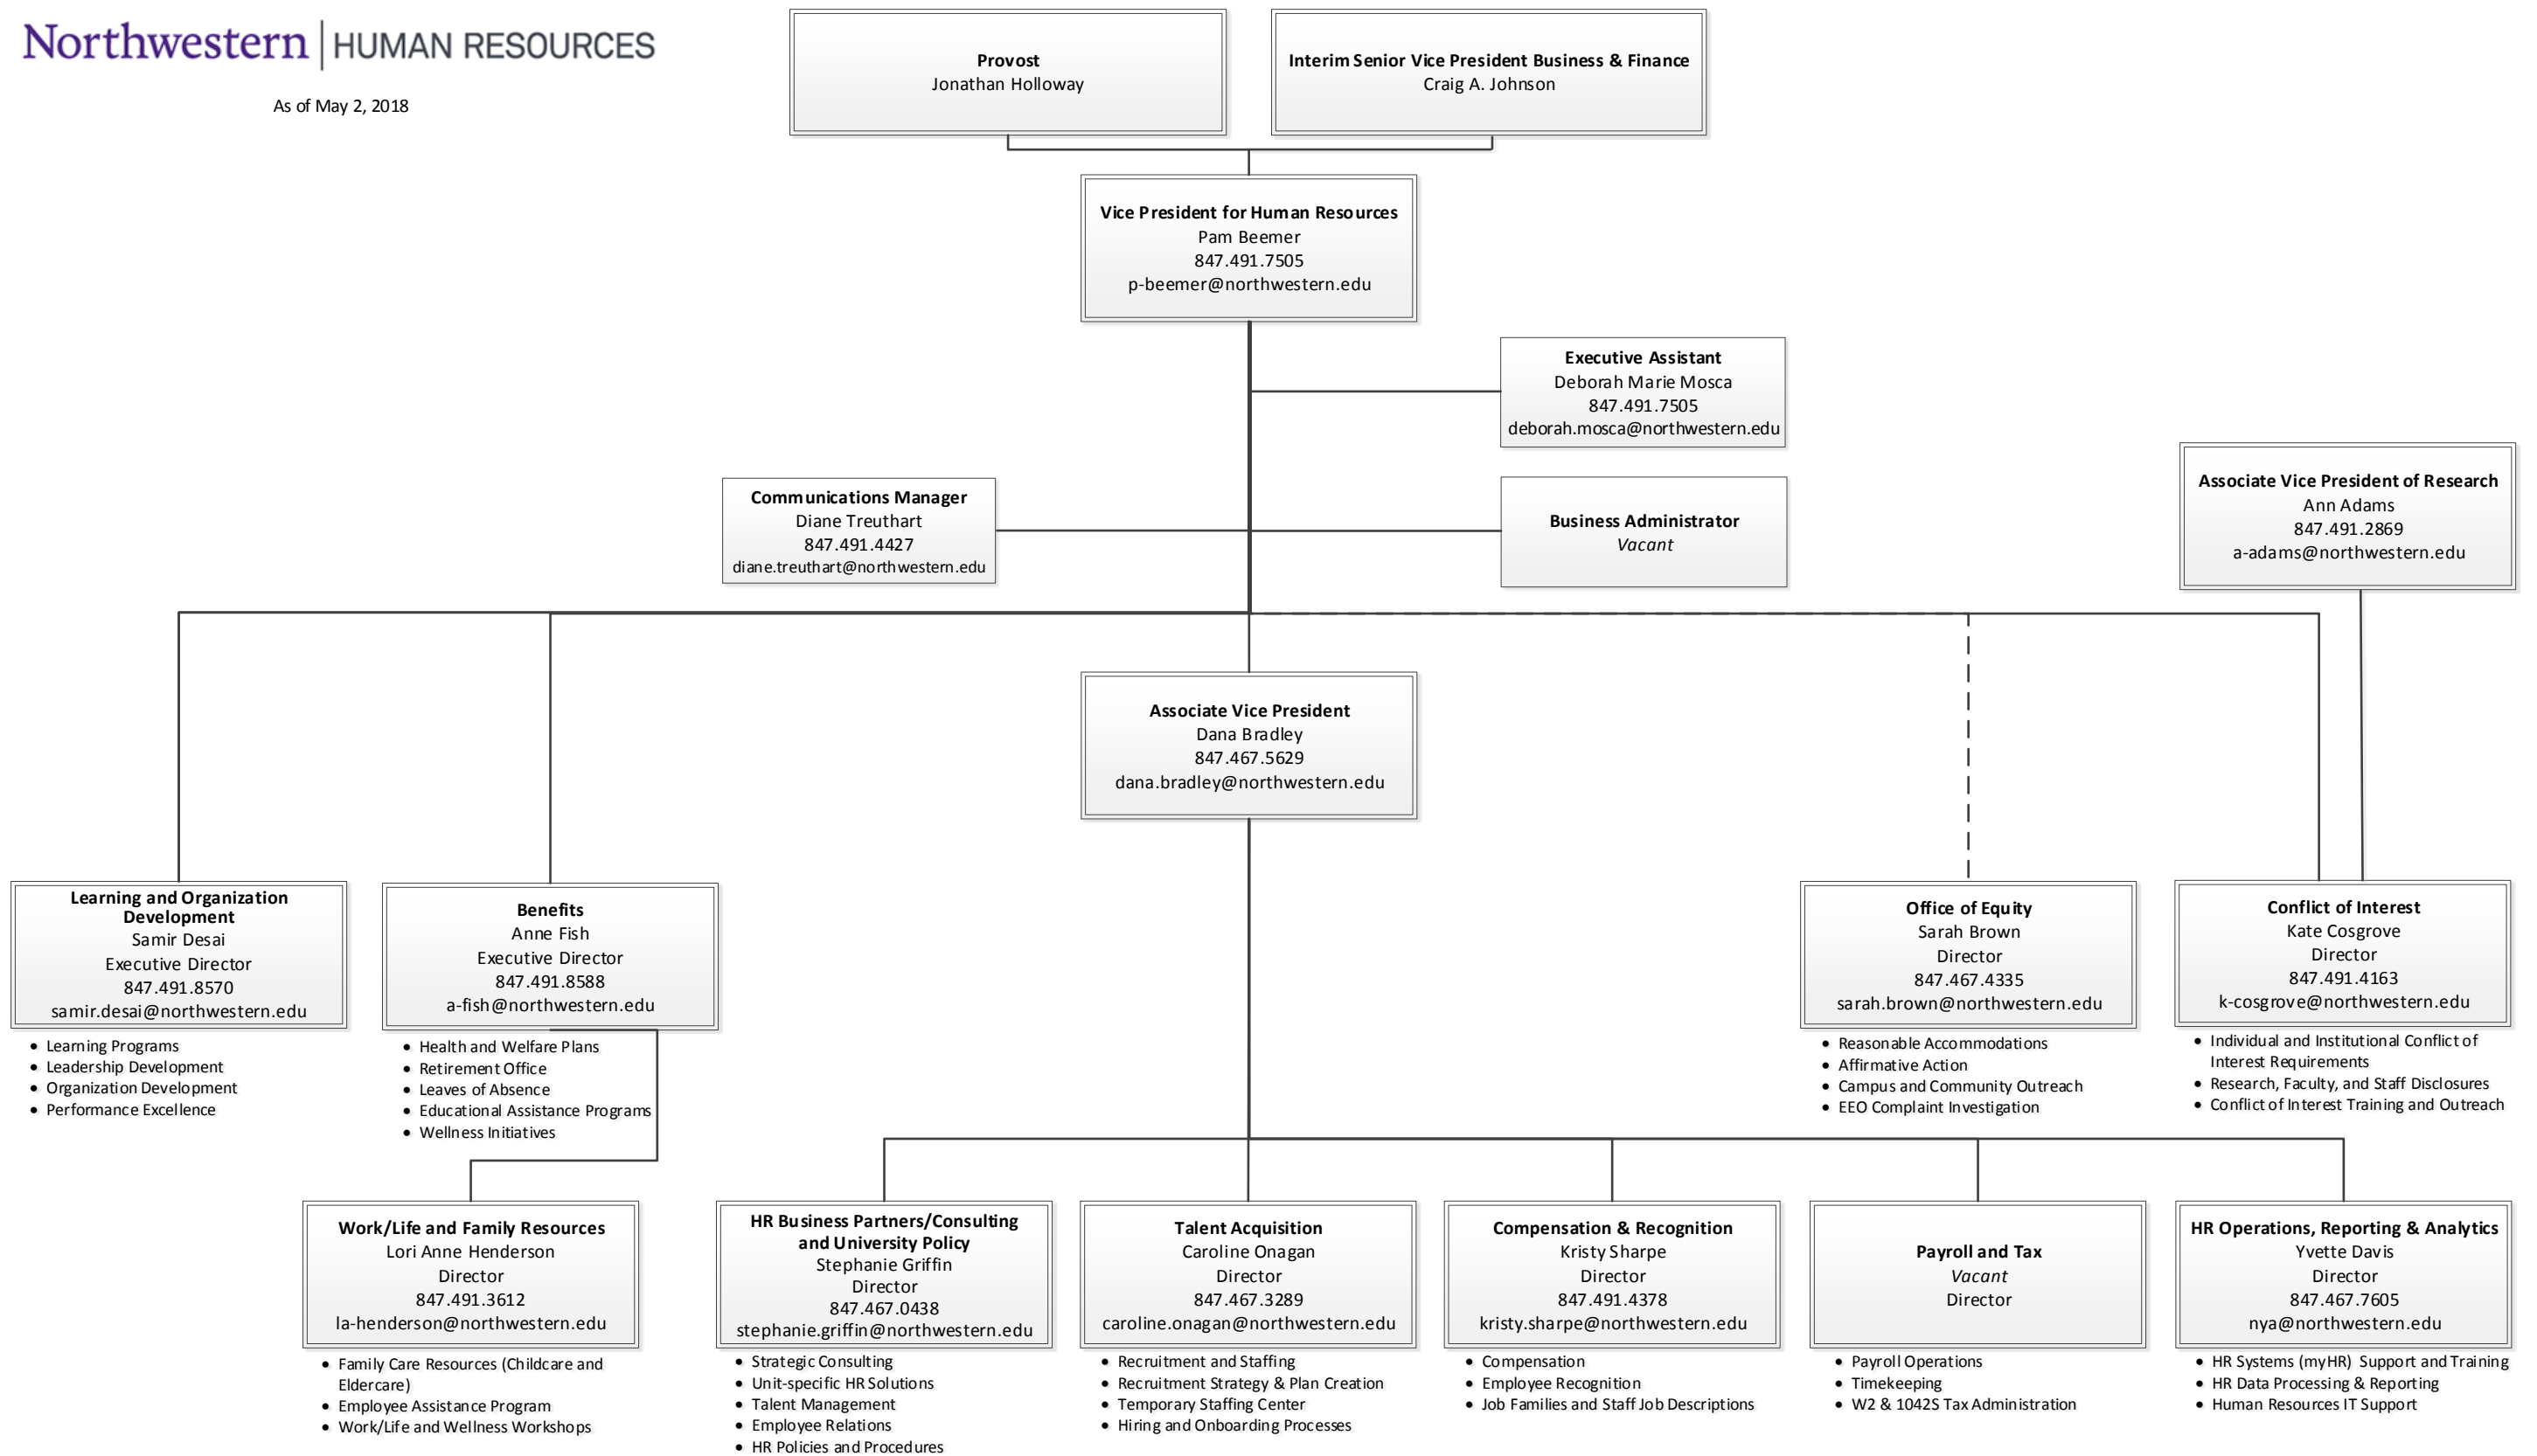 Northwestern | HUMAN RESOURCES
As of May 2, 2018
Provost
Jonathan Holloway
Interim Senior Vice President Business & Finance
Craig A. Johnson
Vice President for Human Resources
Pam Beemer
847.491.7505
p-beemer@northwestern.edu
Executive Assistant
Deborah Marie Mosca
847.491.7505
deborah.mosca@northwestern.edu
Communications Manager
Diane Treuthart
847.491.4427
diane.treuthart@northwestern.edu
Business Administrator
Vacant
Associate Vice President of Research
Ann Adams
847.491.2869
a-adams@northwestern.edu
Associate Vice President
Dana Bradley
847.467.5629
dana.bradley@northwestern.edu
Learning and Organization
Development
Samir Desai
Executive Director
847.491.8570
samir.desai@northwestern.edu
• Learning Programs
• Leadership Development
• Organization Development
• Performance Excellence
Benefits
Anne Fish
Executive Director
847.491.8588
a-fish@northwestern.edu
• Health and Welfare Plans
• Retirement Office
• Leaves of Absence
• Educational Assistance Programs
• Wellness Initiatives
Office of Equity
Sarah Brown
Director
847.467.4335
sarah.brown@northwestern.edu
• Reasonable Accommodations
• Affirmative Action
• Campus and Community Outreach
• EEO Complaint Investigation
Conflict of Interest
Kate Cosgrove
Director
847.491.4163
k-cosgrove@northwestern.edu
• Individual and Institutional Conflict of
Interest Requirements
• Research, Faculty, and Staff Disclosures
• Conflict of Interest Training and Outreach
Work/Life and Family Resources
Lori Anne Henderson
Director
847.491.3612
la-henderson@northwestern.edu
• Family Care Resources (Childcare and
Eldercare)
• Employee Assistance Program
• Work/Life and Wellness Workshops
HR Business Partners/Consulting
and University Policy
Stephanie Griffin
Director
847.467.0438
stephanie.griffin@northwestern.edu
• Strategic Consulting
• Unit-specific HR Solutions
• Talent Management
• Employee Relations
• HR Policies and Procedures
Talent Acquisition
Caroline Onagan
Director
847.467.3289
caroline.onagan@northwestern.edu
• Recruitment and Staffing
• Recruitment Strategy & Plan Creation
• Temporary Staffing Center
• Hiring and Onboarding Processes
Compensation & Recognition
Kristy Sharpe
Director
847.491.4378
kristy.sharpe@northwestern.edu
• Compensation
• Employee Recognition
• Job Families and Staff Job Descriptions
Payroll and Tax
Vacant
Director
• Payroll Operations
• Timekeeping
• W2 & 1042S Tax Administration
HR Operations, Reporting & Analytics
Yvette Davis
Director
847.467.7605
nya@northwestern.edu
• HR Systems (myHR) Support and Training
• HR Data Processing & Reporting
• Human Resources IT Support